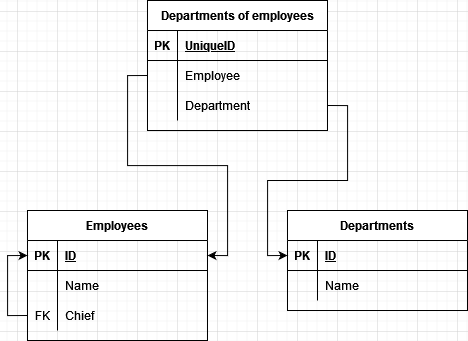 Departments of employees
PK UniqueID
Employee
Department
Employees
PK ID
Name
FK Chief
Departments
PK ID
Name